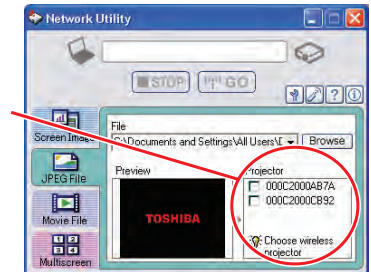 Network Utility
STOP
GO
Screen Image
File
C:\Documents and Settings\All Users\D
Browse
JPEG File
Preview
Projector
000C2000AB7A
000C2000CB92
TOSHIBA
Movie File
Choose wireless
projector
Multiscreen